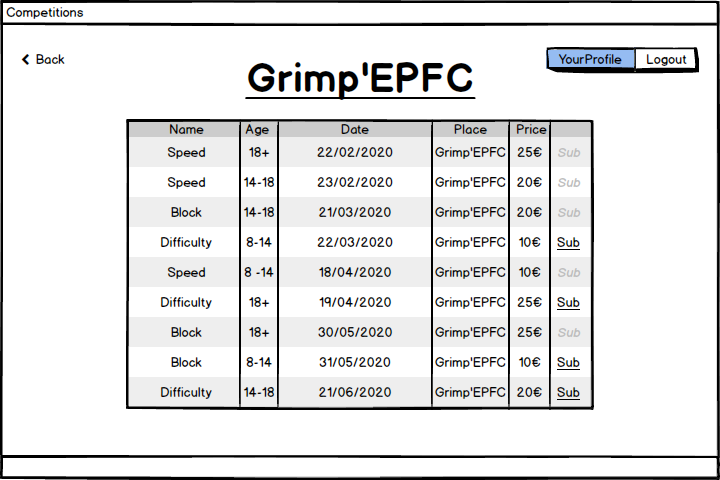 Competitions
Back
YourProfile Logout
Grimp'EPFC
Name Age Date Place Price
Speed 18+ 22/02/2020 Grimp'EPFC 25€ Sub
Speed 14-18 23/02/2020 Grimp'EPFC 20€ Sub
Block 14-18 21/03/2020 Grimp'EPFC 20€ Sub
Difficulty 8-14 22/03/2020 Grimp'EPFC 10€ Sub
Speed 8 -14 18/04/2020 Grimp'EPFC 10€ Sub
Difficulty 18+ 19/04/2020 Grimp'EPFC 25€ Sub
Block 18+ 30/05/2020 Grimp'EPFC 25€ Sub
Block 8-14 31/05/2020 Grimp'EPFC 10€ Sub
Difficulty 14-18 21/06/2020 Grimp'EPFC 20€ Sub